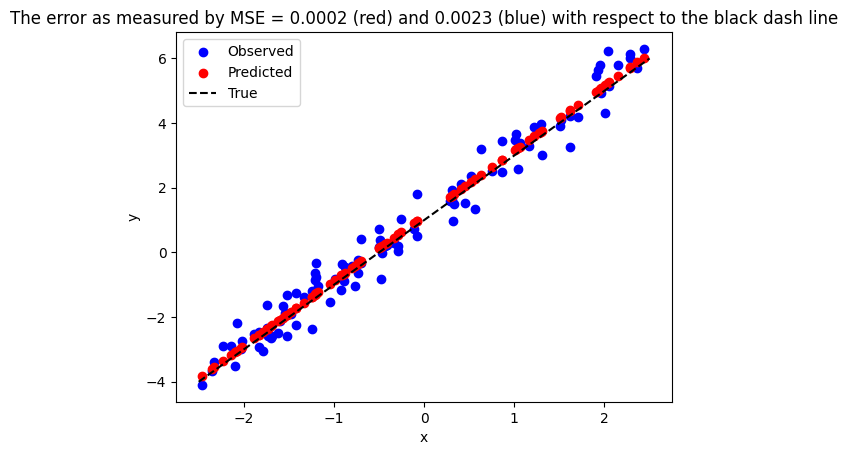 The error as measured by MSE = 0.0002 (red) and 0.0023 (blue) with respect to the black dash line
Observed
Predicted
True
6
4
2
0
−2
−4
y
−2
−1
0
1
2
x